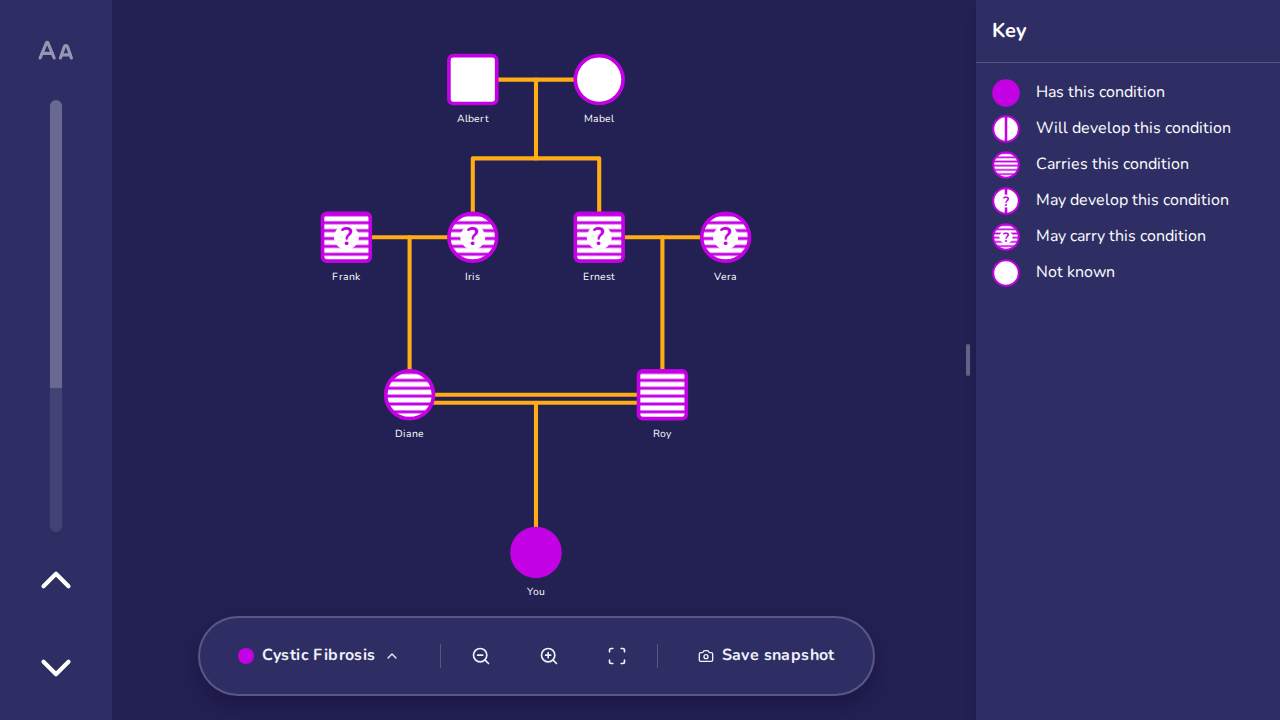 AA
Albert
Mabel
?
?
?
?
Frank
Iris
Ernest
Vera
Diane
Roy
You
Cystic Fibrosis
Save snapshot
Key
Has this condition
Will develop this condition
Carries this condition
?
May develop this condition
?
May carry this condition
Not known